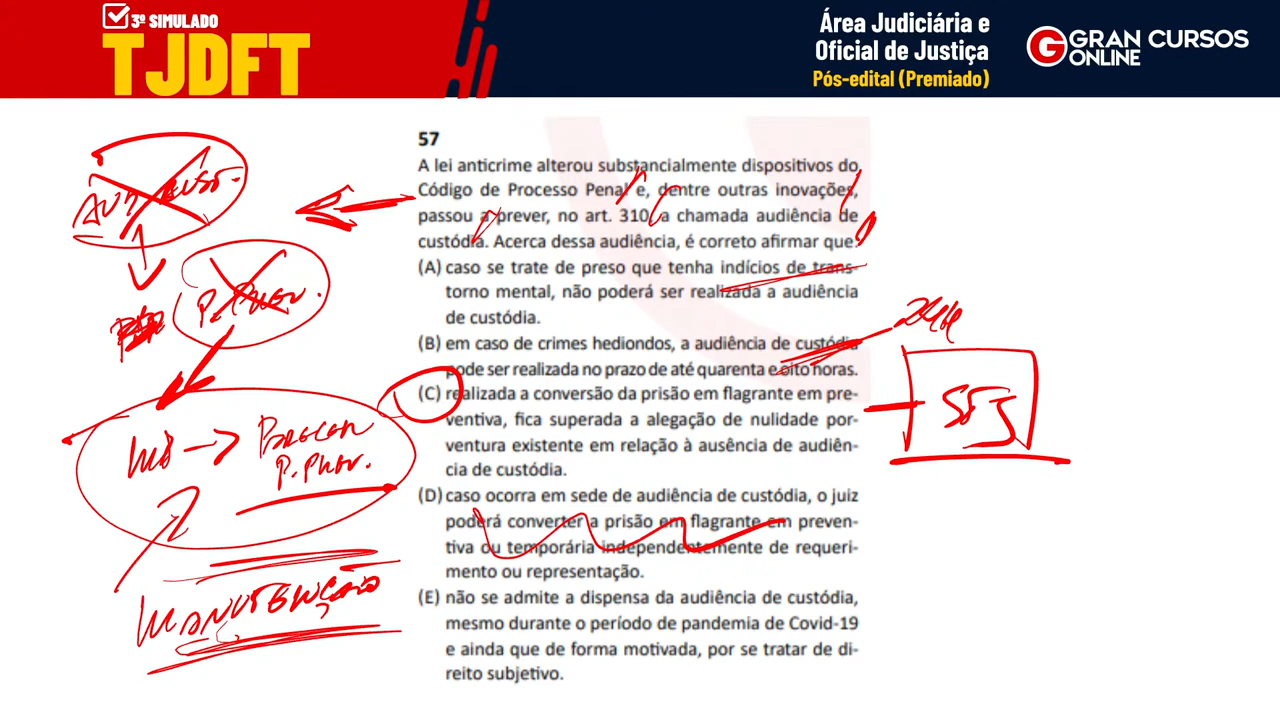 3º SIMULADO
TJDFT
Área Judiciária e
Oficial de Justiça
Pós-edital (Premiado)
GRAN CURSOS
ONLINE
57
A lei anticrime alterou substancialmente dispositivos do
Código de Processo Penal e, dentre outras inovações,
passou a prever, no art. 310, a chamada audiência de
custódia. Acerca dessa audiência, é correto afirmar que:
(A) caso se trate de preso que tenha indícios de trans-
torno mental, não poderá ser realizada a audiência
de custódia.
(B) em caso de crimes hediondos, a audiência de custódia
pode ser realizada no prazo de até quarenta e oito horas.
(C) realizada a conversão da prisão em flagrante em pre-
ventiva, fica superada a alegação de nulidade por-
ventura existente em relação à ausência de audiên-
cia de custódia.
(D) caso ocorra em sede de audiência de custódia, o juiz
poderá converter a prisão em flagrante em preven-
tiva ou temporária independentemente de requeri-
mento ou representação.
(E) não se admite a dispensa da audiência de custódia,
mesmo durante o período de pandemia de Covid-19
e ainda que de forma motivada, por se tratar de di-
reito subjetivo.
P. PREV.
P. PREV.
MANUTENÇÃO
24H
STJ